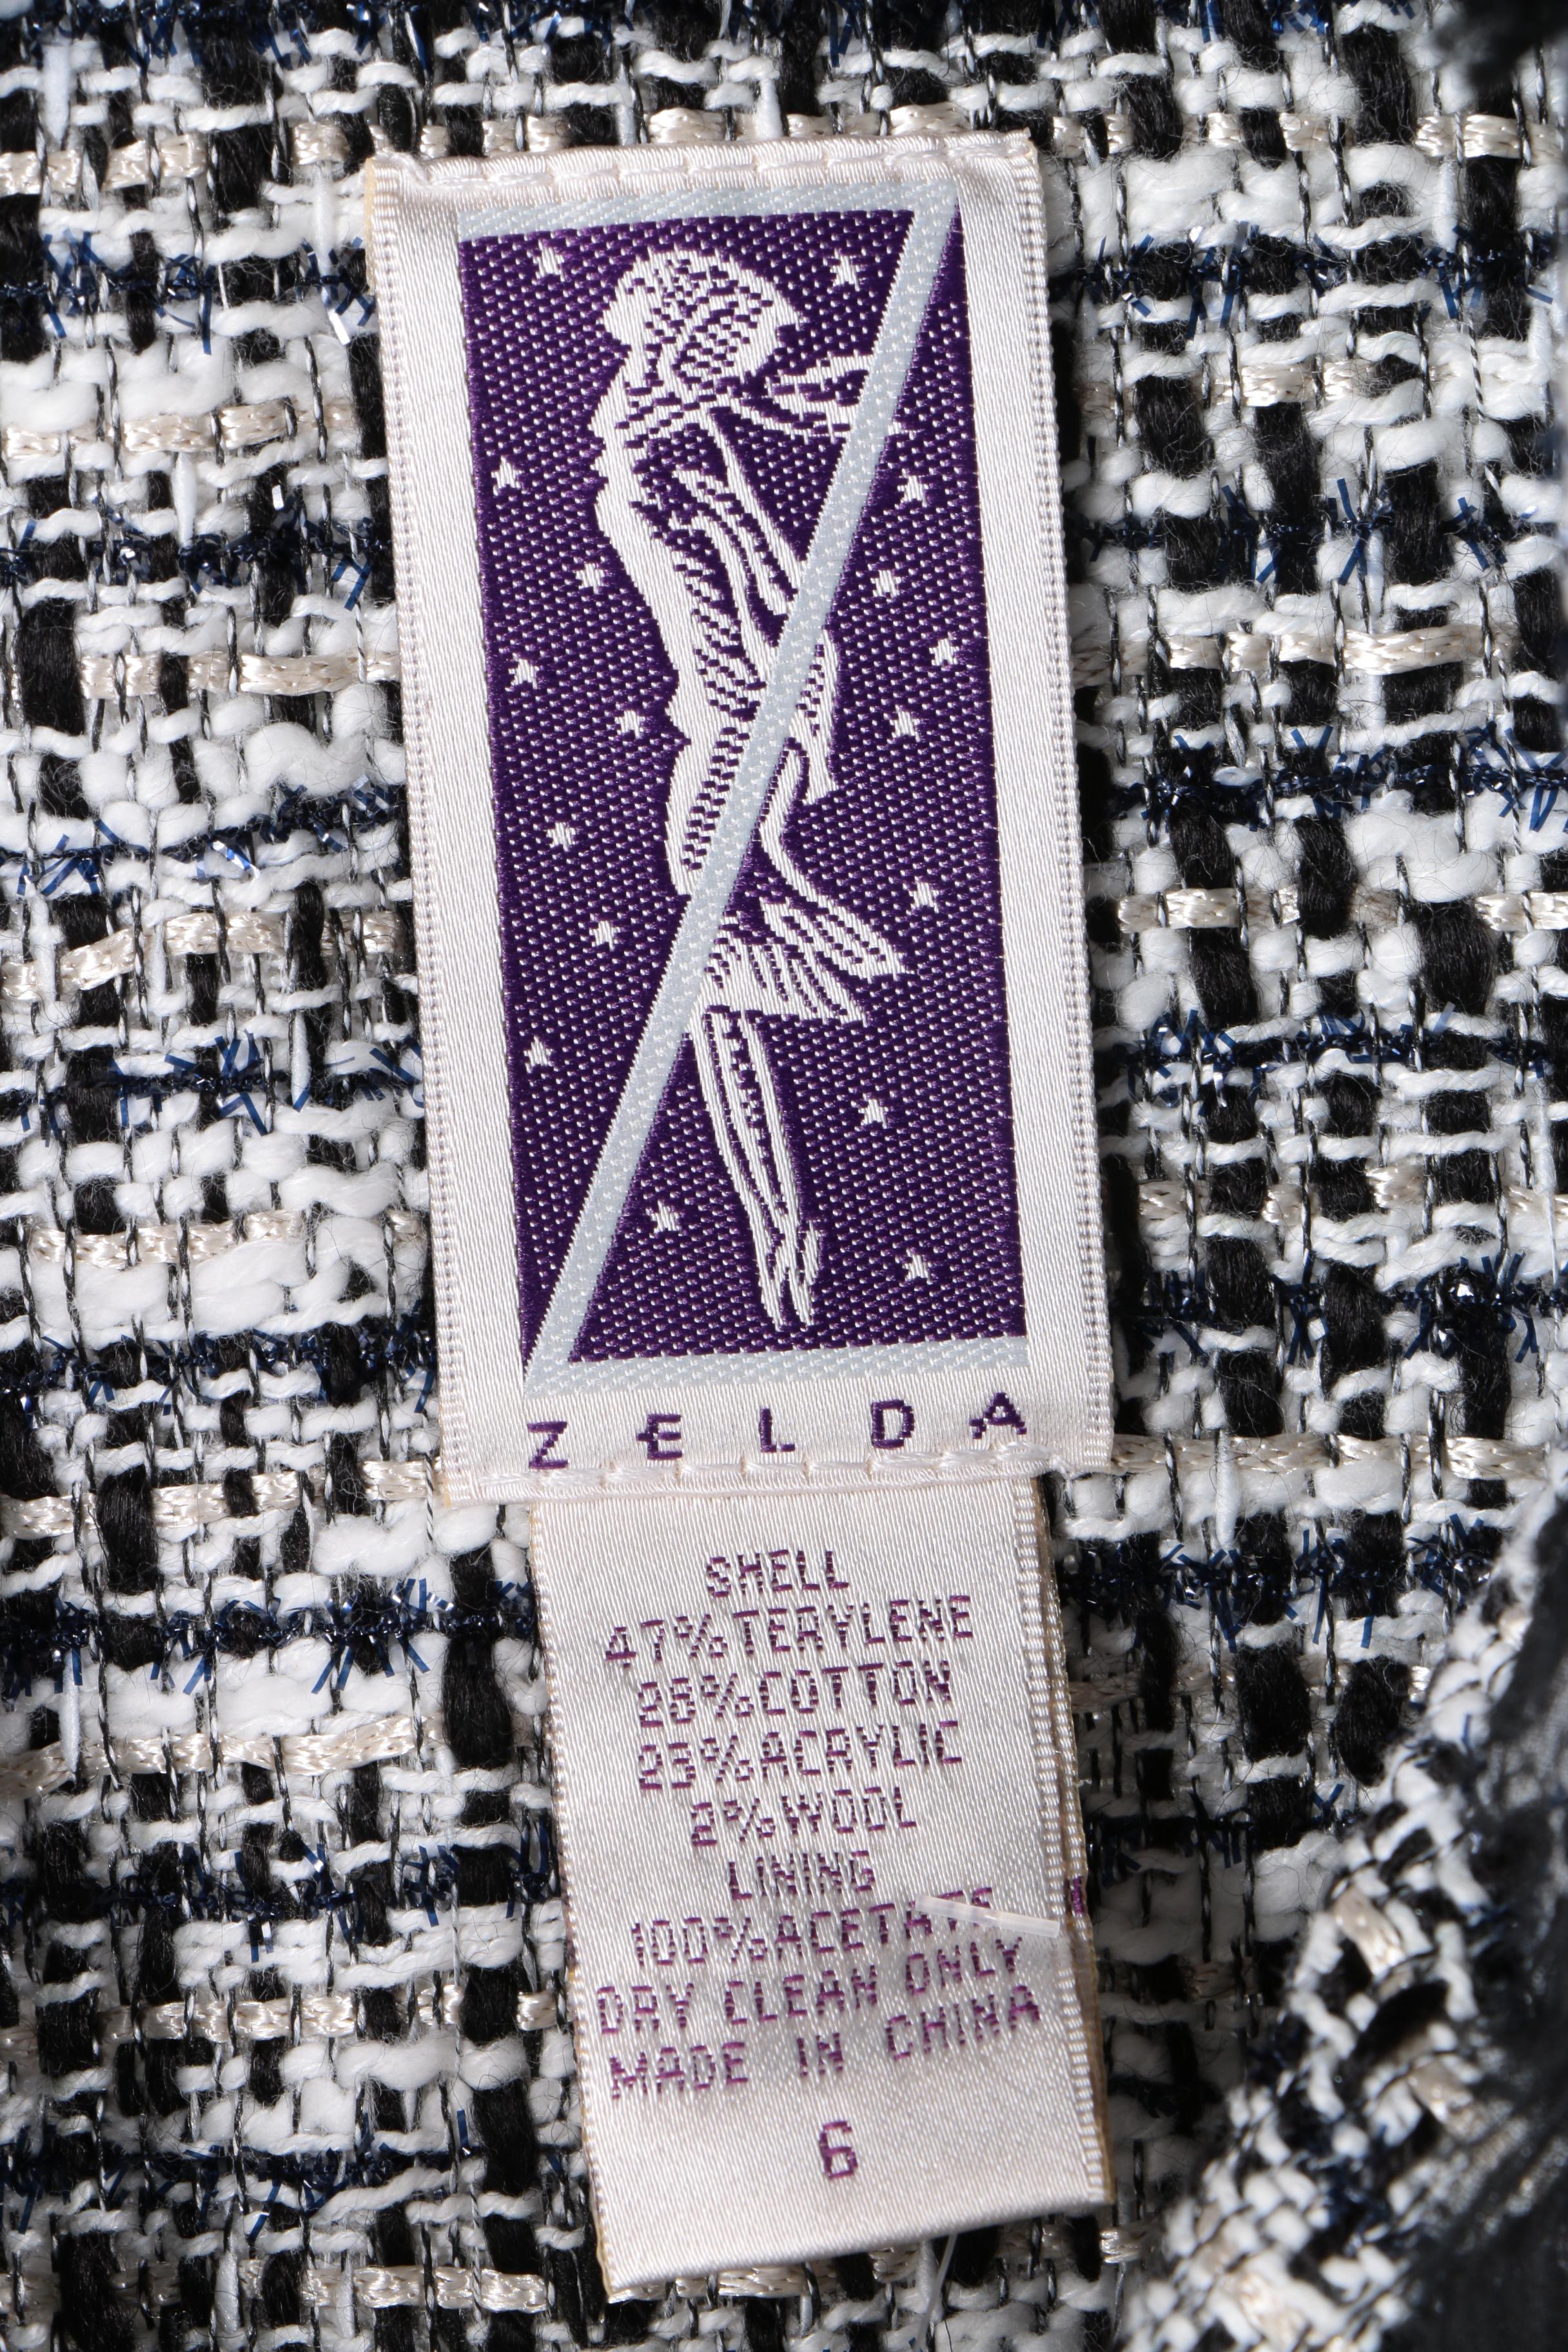 ZELDA
SHELL
47%TERYLENE
28%COTTON
23%ACRYLIC
2%WOOL
LINING
100%ACETATE
DRY CLEAN ONLY
MADE IN CHINA
6